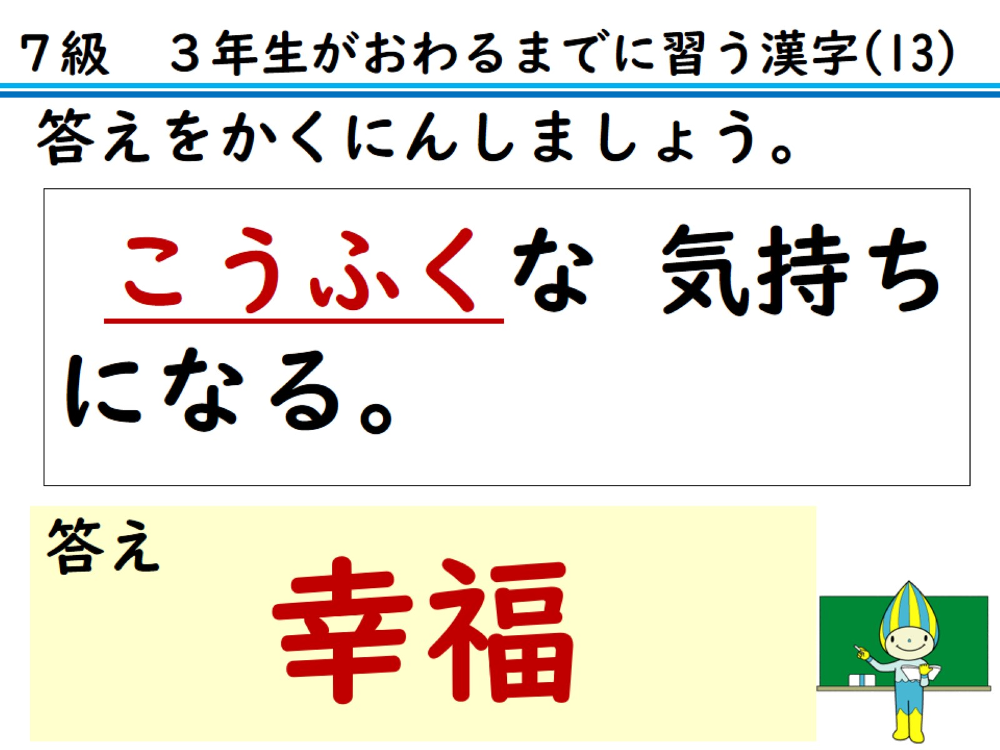 ７級　３年生がおわるまでに習う漢字(13)
答えをかくにんしましょう。
こうふくな 気持ち
になる。
答え
幸福